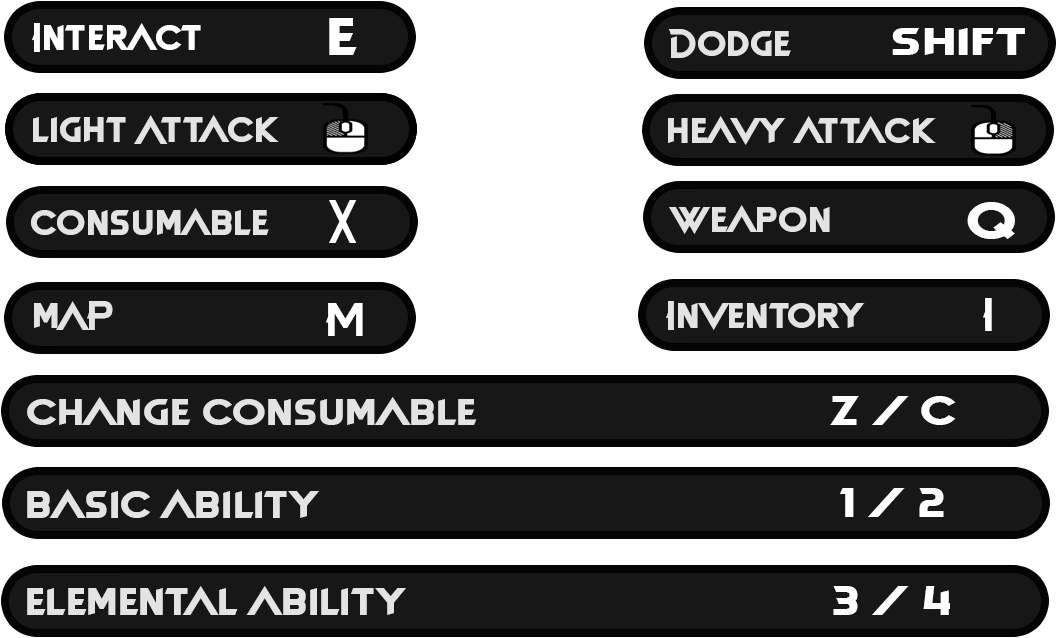 Interact E
Dodge SHIFT
LIGHT ATTACK
HEAVY ATTACK
CONSUMABLE X
WEAPON Q
MAP M
Inventory I
CHANGE CONSUMABLE Z / C
BASIC ABILITY 1 / 2
ELEMENTAL ABILITY 3 / 4